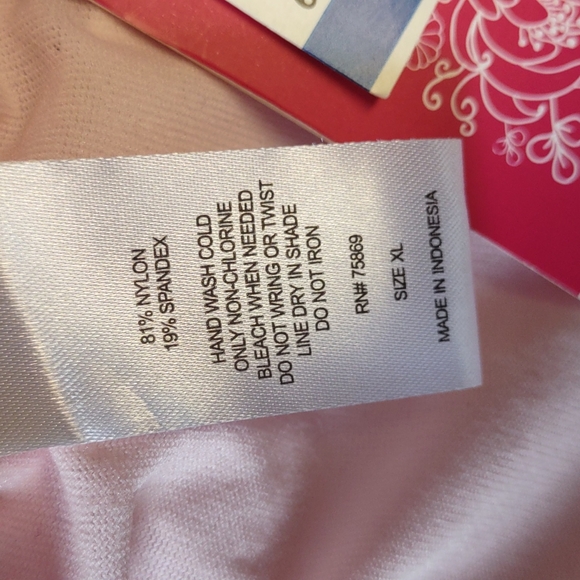 81% NYLON
19% SPANDEX
HAND WASH COLD
ONLY NON-CHLORINE
BLEACH WHEN NEEDED
DO NOT WRING OR TWIST
LINE DRY IN SHADE
DO NOT IRON
RN# 75869
SIZE XL
MADE IN INDONESIA